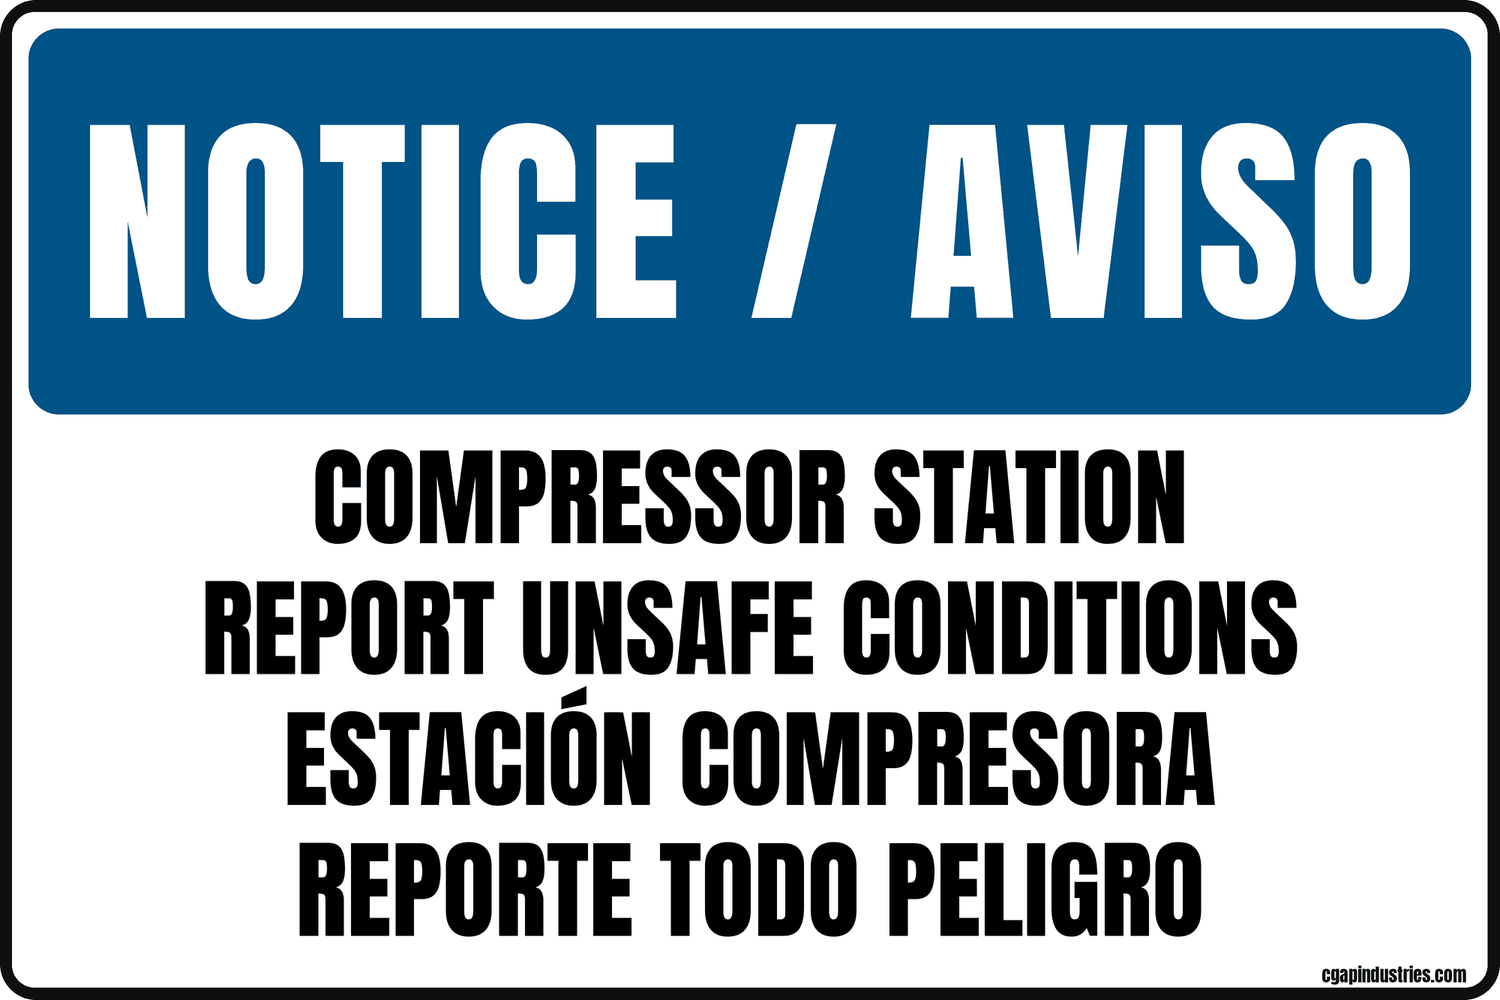 NOTICE / AVISO
COMPRESSOR STATION
REPORT UNSAFE CONDITIONS
ESTACIÓN COMPRESORA
REPORTE TODO PELIGRO
cgapindustries.com